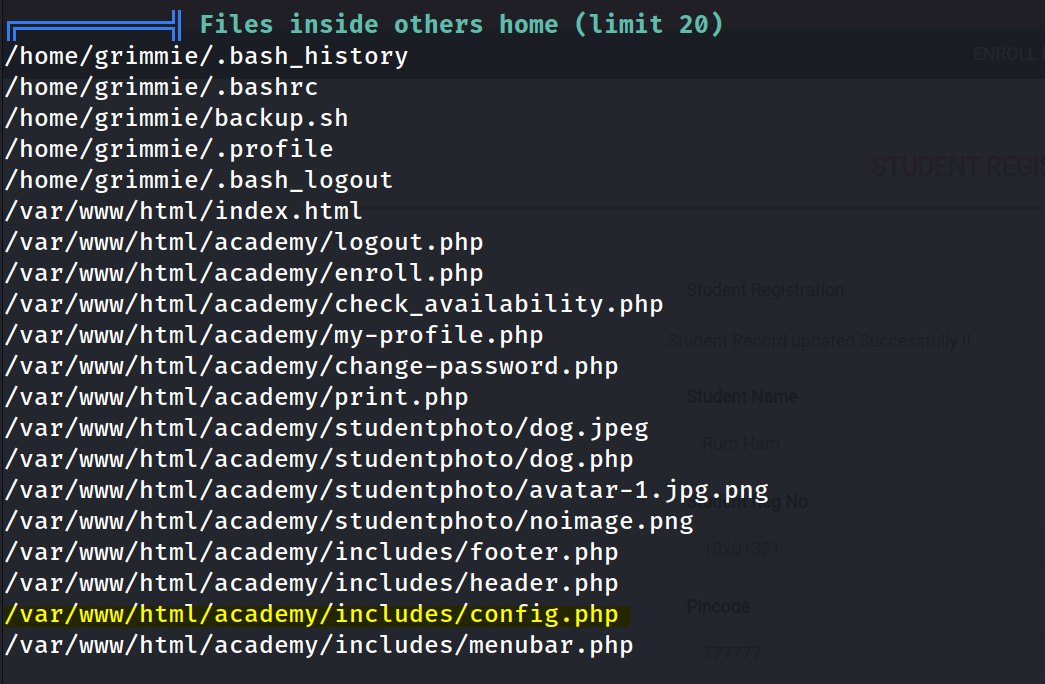 Files inside others home (limit 20)
/home/grimmie/.bash_history
ENROLL
/home/grimmie/.bashrc
/home/grimmie/backup.sh
/home/grimmie/.profile
STUDENT REGIS
/home/grimmie/.bash_logout
/var/www/html/index.html
/var/www/html/academy/logout.php
/var/www/html/academy/enroll.php
Student Registration
/var/www/html/academy/check_availability.php
/var/www/html/academy/my-profile.php
Student Record updated Successfully !!
/var/www/html/academy/change-password.php
/var/www/html/academy/print.php
Student Name
/var/www/html/academy/studentphoto/dog.jpeg
Rum Ham
/var/www/html/academy/studentphoto/dog.php
/var/www/html/academy/studentphoto/avatar-1.jpg.png
Student Reg No
/var/www/html/academy/studentphoto/noimage.png
/var/www/html/academy/includes/footer.php
10201321
/var/www/html/academy/includes/header.php
/var/www/html/academy/includes/config.php
Pincode
/var/www/html/academy/includes/menubar.php
777777